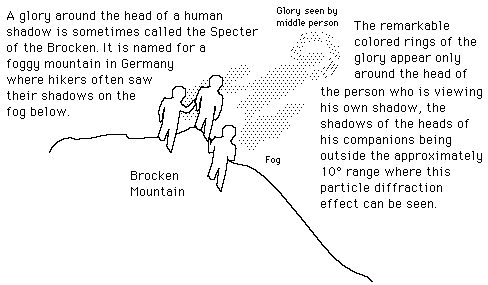 A glory around the head of a human
shadow is sometimes called the Specter
of the Brocken. It is named for a
foggy mountain in Germany
where hikers often saw
their shadows on the
fog below.
Glory seen by
middle person
The remarkable
colored rings of the
glory appear only
around the head of
the person who is viewing
his own shadow, the
shadows of the heads of
his companions being
outside the approximately
10° range where this
particle diffraction
effect can be seen.
Fog
Brocken
Mountain